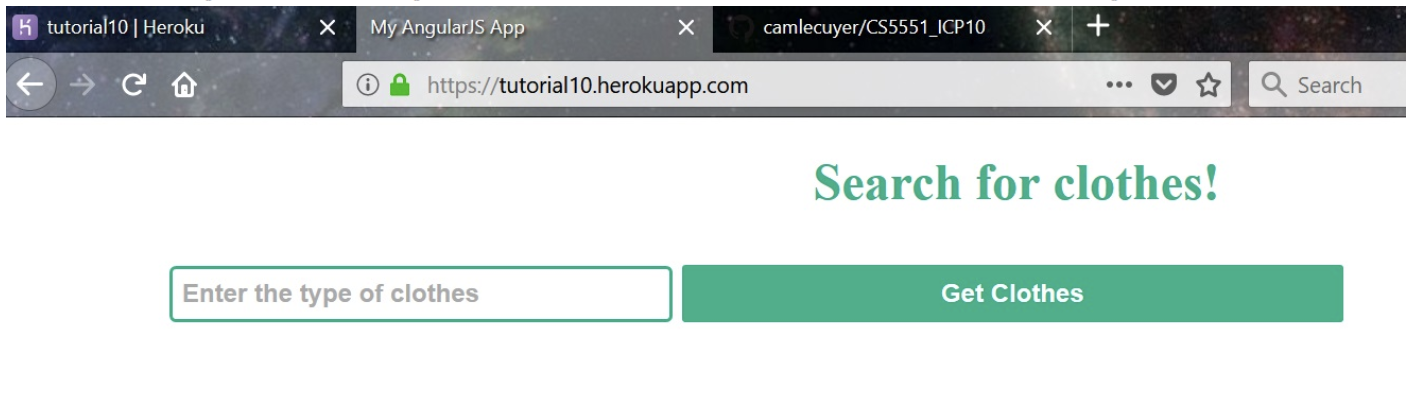 tutorial10 | Heroku
My AngularJS App
camlecuyer/CS5551_ICP10
https://tutorial10.herokuapp.com
Search
Search for clothes!
Enter the type of clothes
Get Clothes